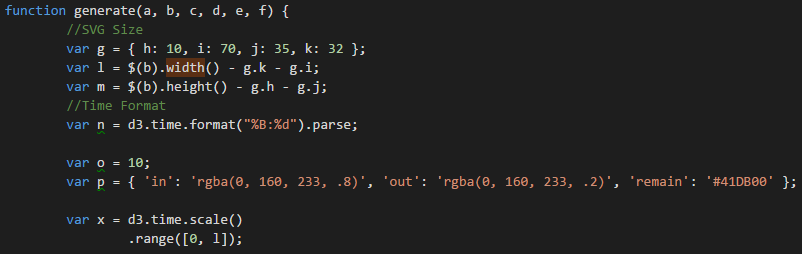 function generate(a, b, c, d, e, f) {
        //SVG Size
        var g = { h: 10, i: 70, j: 35, k: 32 };
        var l = $(b).width() - g.k - g.i;
        var m = $(b).height() - g.h - g.j;
        //Time Format
        var n = d3.time.format("%B:%d").parse;

        var o = 10;
        var p = { 'in': 'rgba(0, 160, 233, .8)', 'out': 'rgba(0, 160, 233, .2)', 'remain': '#41DB00' };

        var x = d3.time.scale()
                .range([0, l]);